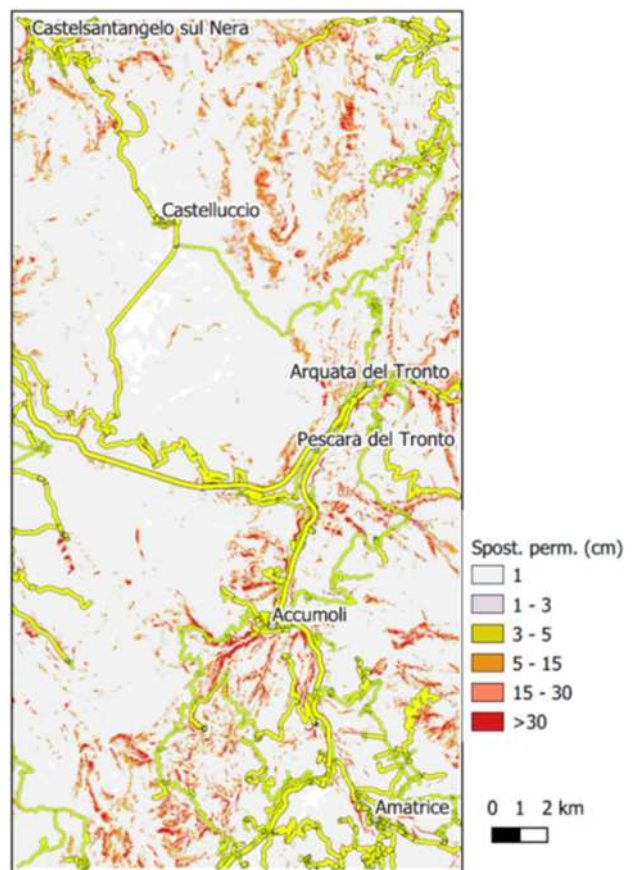 Castelsantangelo sul Nera
Castelluccio
Arquata del Tronto
Pescara del Tronto
Spost. perm. (cm)
1
1 - 3
3 - 5
5 - 15
15 - 30
>30
Accumoli
Amatrice
0 1 2 km